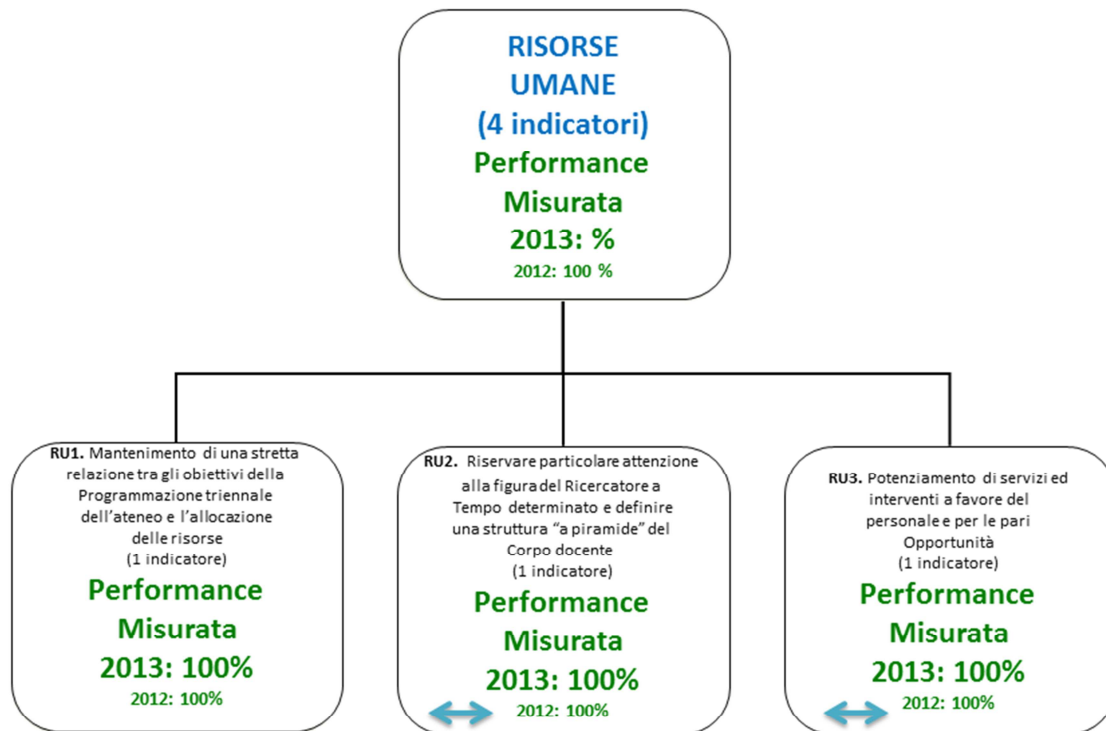 RISORSE
UMANE
(4 indicatori)
Performance
Misurata
2013: %
2012: 100 %
RU1. Mantenimento di una stretta
relazione tra gli obiettivi della
Programmazione triennale
dell'ateneo e l'allocazione
delle risorse
(1 indicatore)
Performance
Misurata
2013: 100%
2012: 100%
RU2. Riservare particolare attenzione
alla figura del Ricercatore a
Tempo determinato e definire
una struttura “a piramide” del
Corpo docente
(1 indicatore)
Performance
Misurata
2013: 100%
2012: 100%
RU3. Potenziamento di servizi ed
interventi a favore del
personale e per le pari
Opportunità
(1 indicatore)
Performance
Misurata
2013: 100%
2012: 100%